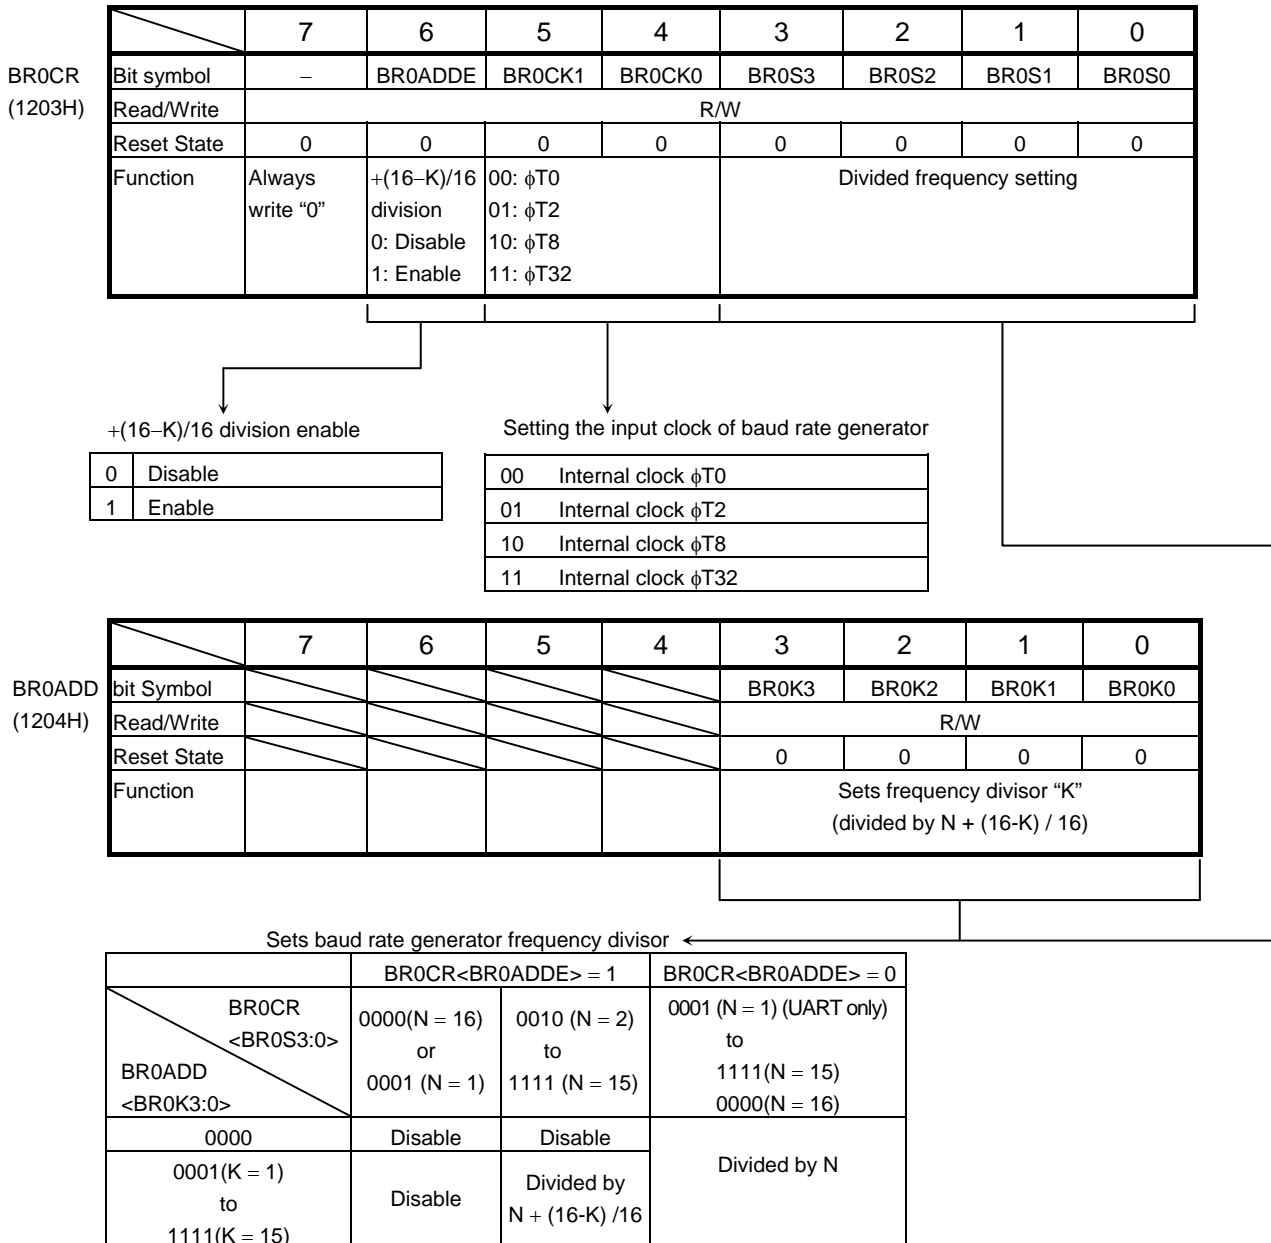 7 6 5 4 3 2 1 0
BR0CR (1203H)
Bit symbol – BR0ADDE BR0CK1 BR0CK0 BR0S3 BR0S2 BR0S1 BR0S0
Read/Write R/W
Reset State 0 0 0 0 0 0 0 0
Function
Always
write “0”
+(16−K)/16
division
0: Disable
1: Enable
00: ϕT0
01: ϕT2
10: ϕT8
11: ϕT32
Divided frequency setting
+(16−K)/16 division enable
0 Disable
1 Enable
Setting the input clock of baud rate generator
00 Internal clock ϕT0
01 Internal clock ϕT2
10 Internal clock ϕT8
11 Internal clock ϕT32
7 6 5 4 3 2 1 0
BR0ADD (1204H)
bit Symbol BR0K3 BR0K2 BR0K1 BR0K0
Read/Write R/W
Reset State 0 0 0 0
Function
Sets frequency divisor “K”
(divided by N + (16-K) / 16)
Sets baud rate generator frequency divisor
BR0CR<BR0ADDE> = 1 BR0CR<BR0ADDE> = 0
BR0CR
<BR0S3:0>
BR0ADD
<BR0K3:0>
0000(N = 16)
or
0001 (N = 1)
0010 (N = 2)
to
1111 (N = 15)
0001 (N = 1) (UART only)
to
1111(N = 15)
0000(N = 16)
0000 Disable Disable
0001(K = 1)
to
1111(K = 15)
Disable
Divided by
N + (16-K) /16
Divided by N